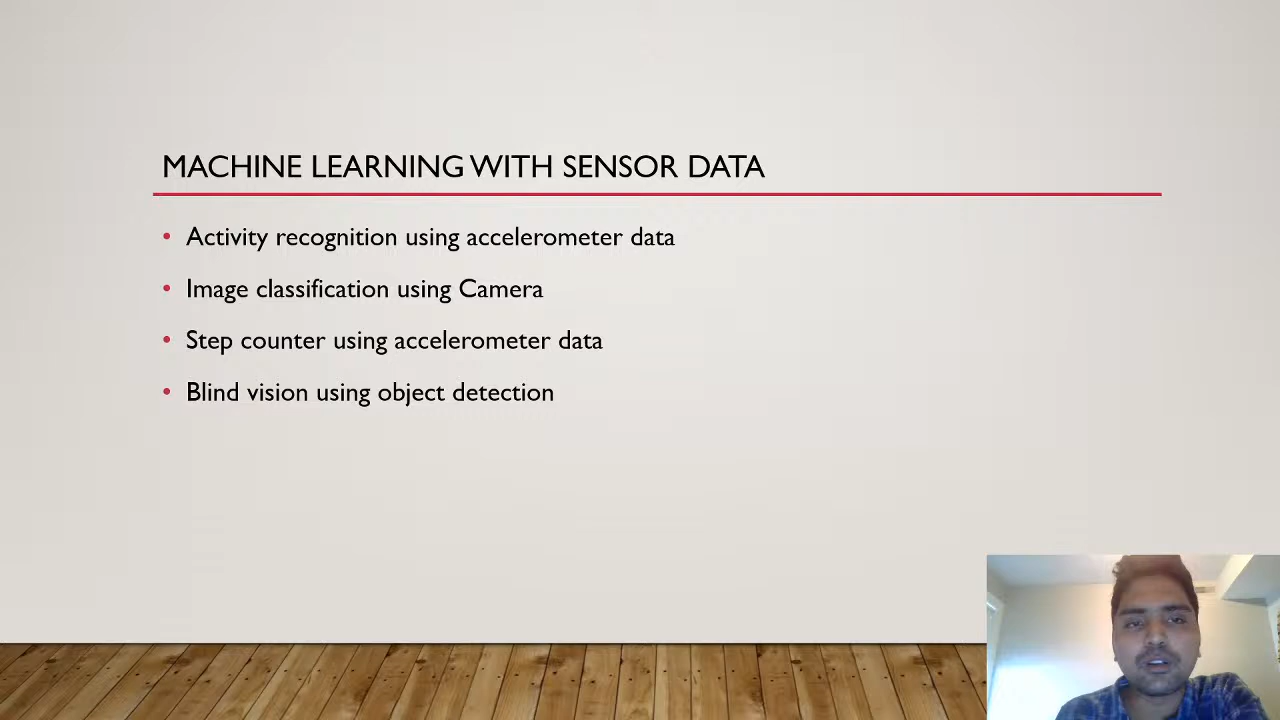 MACHINE LEARNING WITH SENSOR DATA
• Activity recognition using accelerometer data
• Image classification using Camera
• Step counter using accelerometer data
• Blind vision using object detection